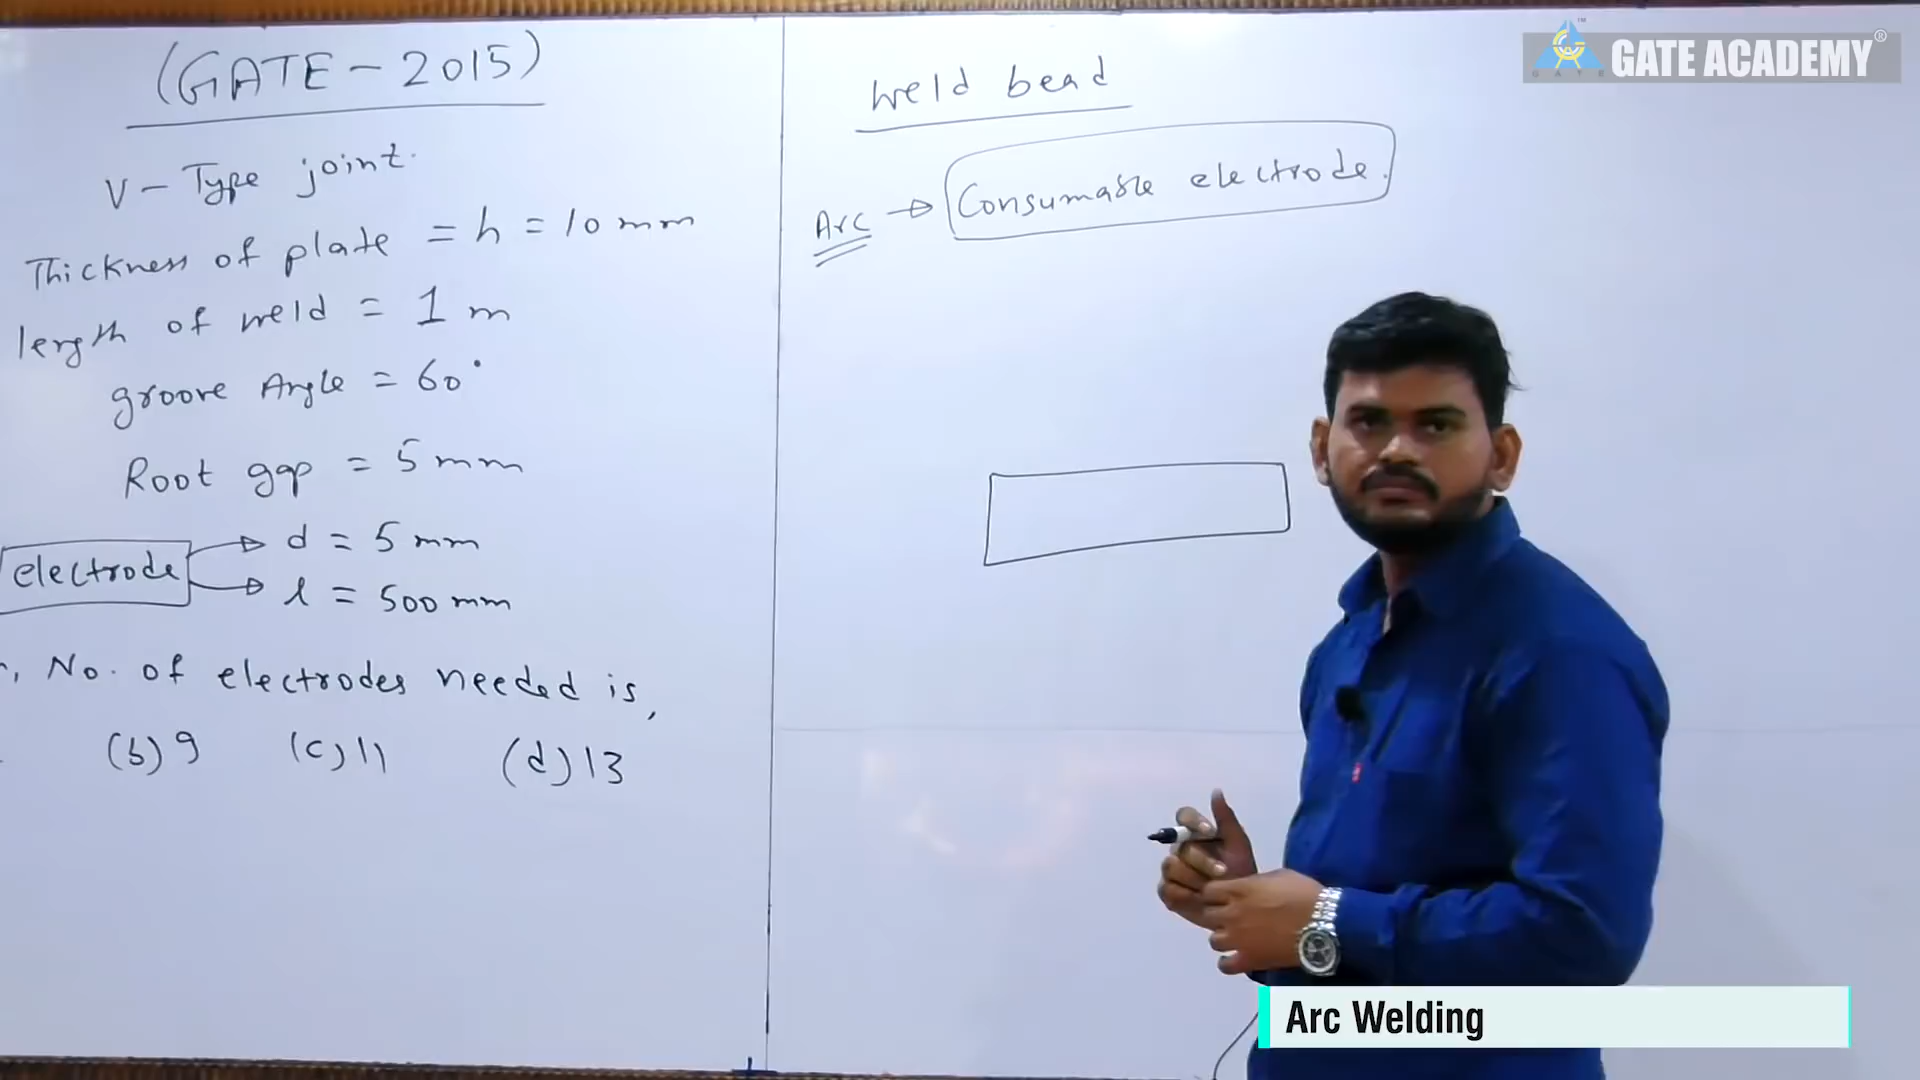 (GATE - 2015)
V - Type joint.
Thickness of plate = h = 10 mm
length of weld = 1 m
groove Angle = 60°
Root gap = 5 mm
electrode
d = 5 mm
l = 500 mm
No. of electrodes needed is,
(b) 9 (c) 11 (d) 13
weld bead
Arc → Consumable electrode.
GATE ACADEMY®
GATE
Arc Welding